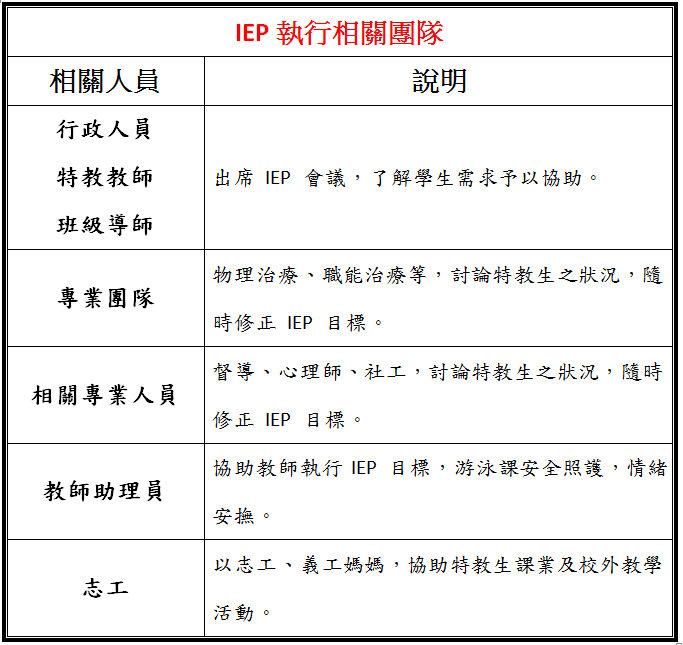 IEP 執行相關團隊
相關人員
說明
行政人員
特教教師
班級導師
出席 IEP 會議，了解學生需求予以協助。
專業團隊
物理治療、職能治療等，討論特教生之狀況，隨
時修正 IEP 目標。
相關專業人員
督導、心理師、社工，討論特教生之狀況，隨時
修正 IEP 目標。
教師助理員
協助教師執行 IEP 目標，游泳課安全照護，情緒
安撫。
志工
以志工、義工媽媽，協助特教生課業及校外教學
活動。